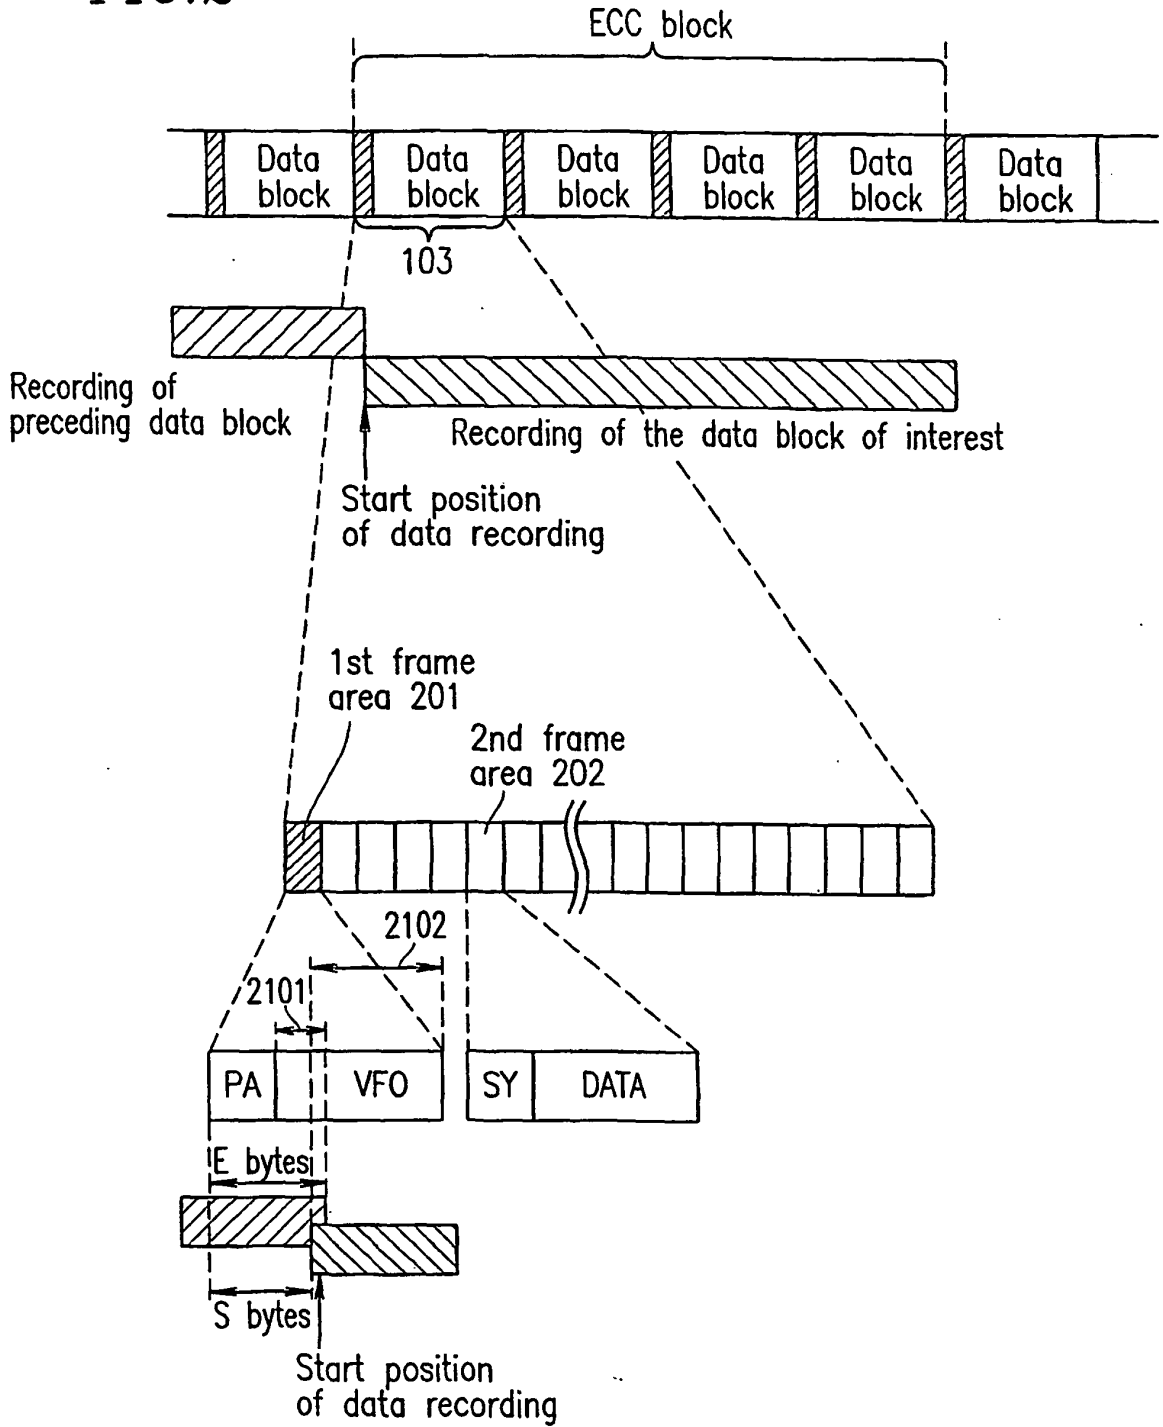 ECC block
Data block
Data block
Data block
Data block
Data block
Data block
103
Recording of
preceding data block
Recording of the data block of interest
Start position
of data recording
1st frame
area 201
2nd frame
area 202
2102
2101
PA
VFO
SY
DATA
E bytes
S bytes
Start position
of data recording